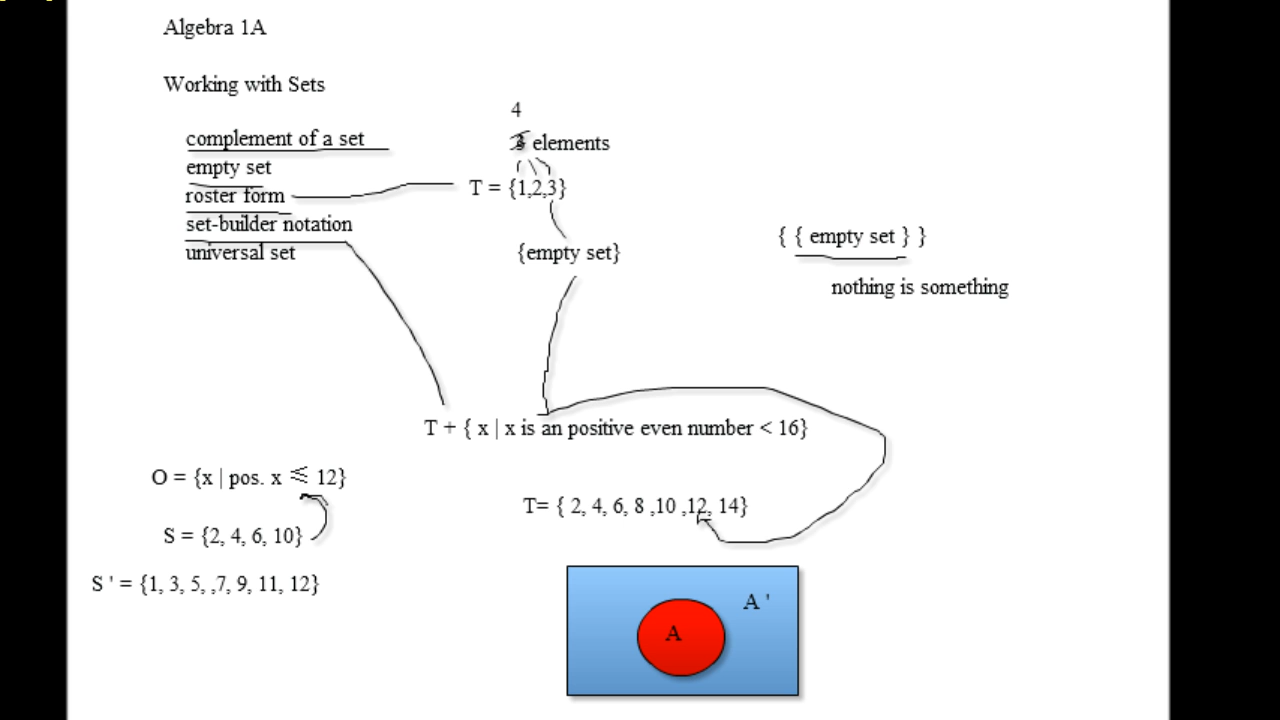 Algebra 1A
Working with Sets
4
complement of a set
3 elements
empty set
roster form
T = {1,2,3}
set-builder notation
{ { empty set } }
universal set
{empty set}
nothing is something
T + { x | x is an positive even number < 16}
O = {x | pos. x ≤ 12}
T= { 2, 4, 6, 8 ,10 ,12, 14}
S = {2, 4, 6, 10}
S ' = {1, 3, 5, ,7, 9, 11, 12}
A '
A